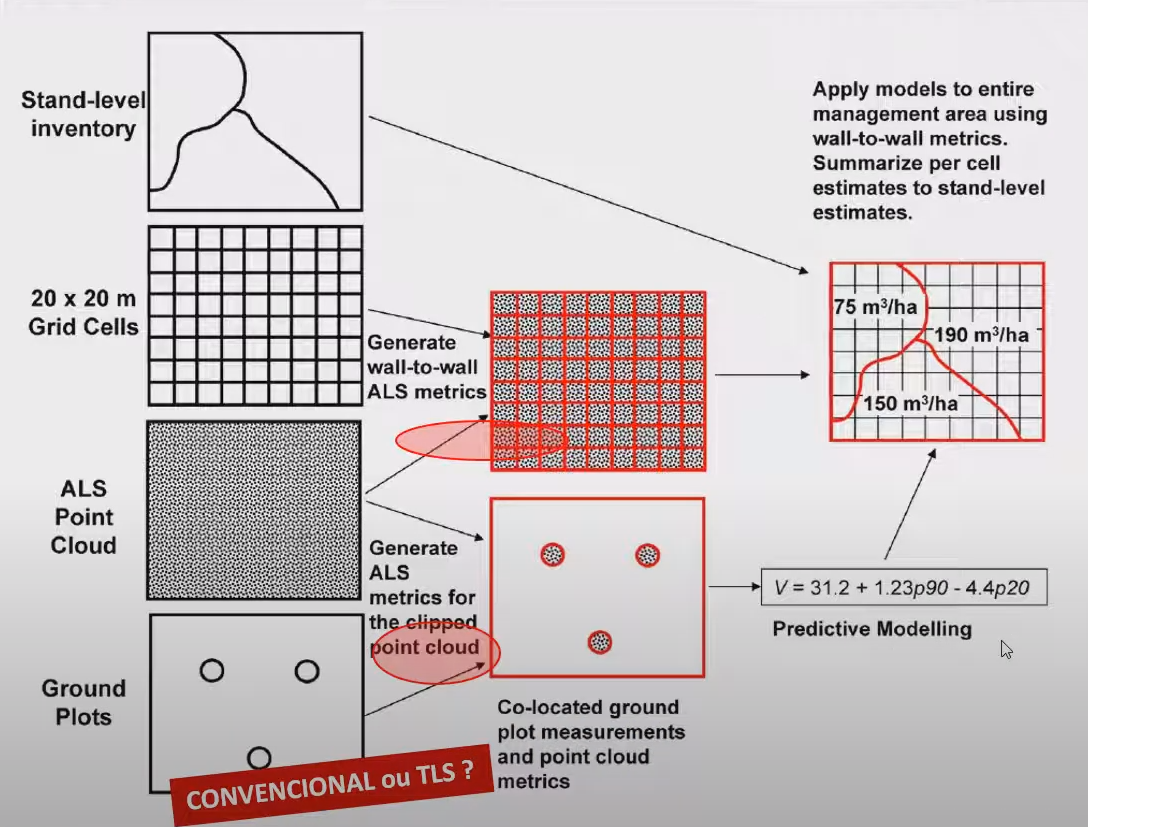 Stand-level
inventory
20 x 20 m
Grid Cells
ALS
Point
Cloud
Ground
Plots
CONVENCIONAL ou TLS ?
Generate
wall-to-wall
ALS metrics
Generate
ALS
metrics for
the clipped
point cloud
Co-located ground
plot measurements
and point cloud
metrics
Apply models to entire
management area using
wall-to-wall metrics.
Summarize per cell
estimates to stand-level
estimates.
75 m³/ha
190 m³/ha
150 m³/ha
V = 31.2 + 1.23p90 - 4.4p20
Predictive Modelling